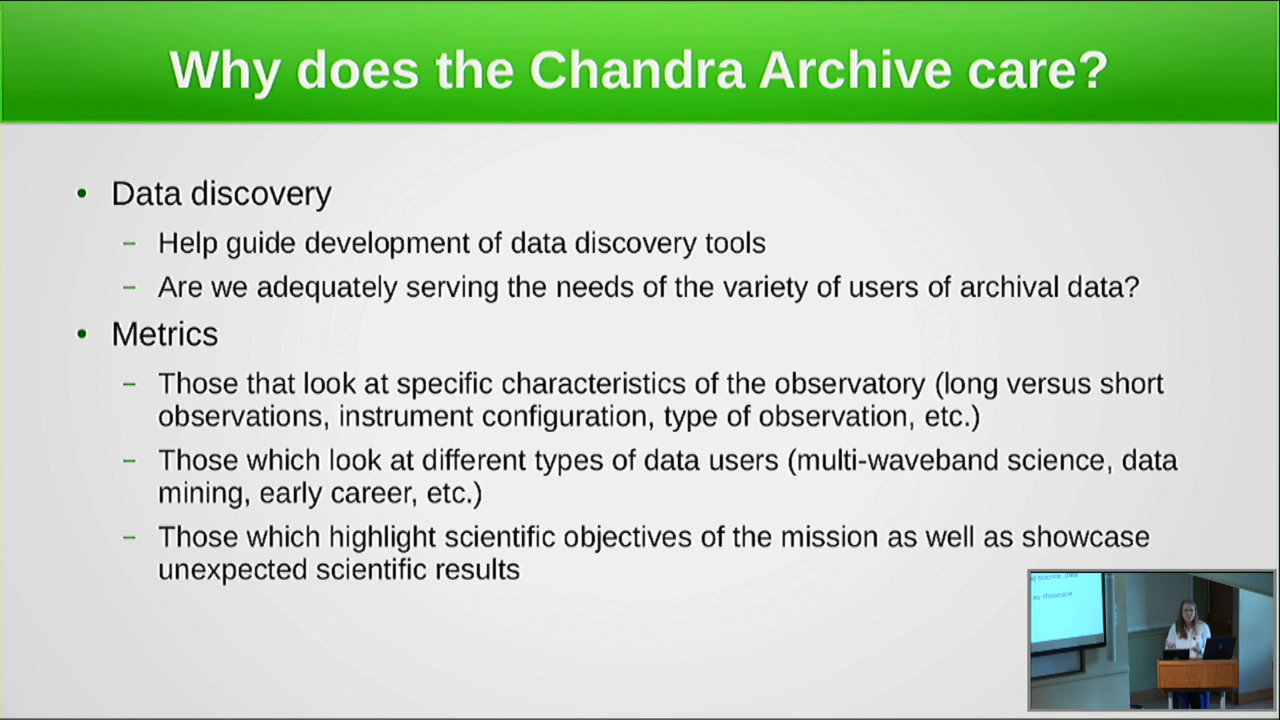 Why does the Chandra Archive care?
• Data discovery
– Help guide development of data discovery tools
– Are we adequately serving the needs of the variety of users of archival data?
• Metrics
– Those that look at specific characteristics of the observatory (long versus short
observations, instrument configuration, type of observation, etc.)
– Those which look at different types of data users (multi-waveband science, data
mining, early career, etc.)
– Those which highlight scientific objectives of the mission as well as showcase
unexpected scientific results
science, data
as showcase